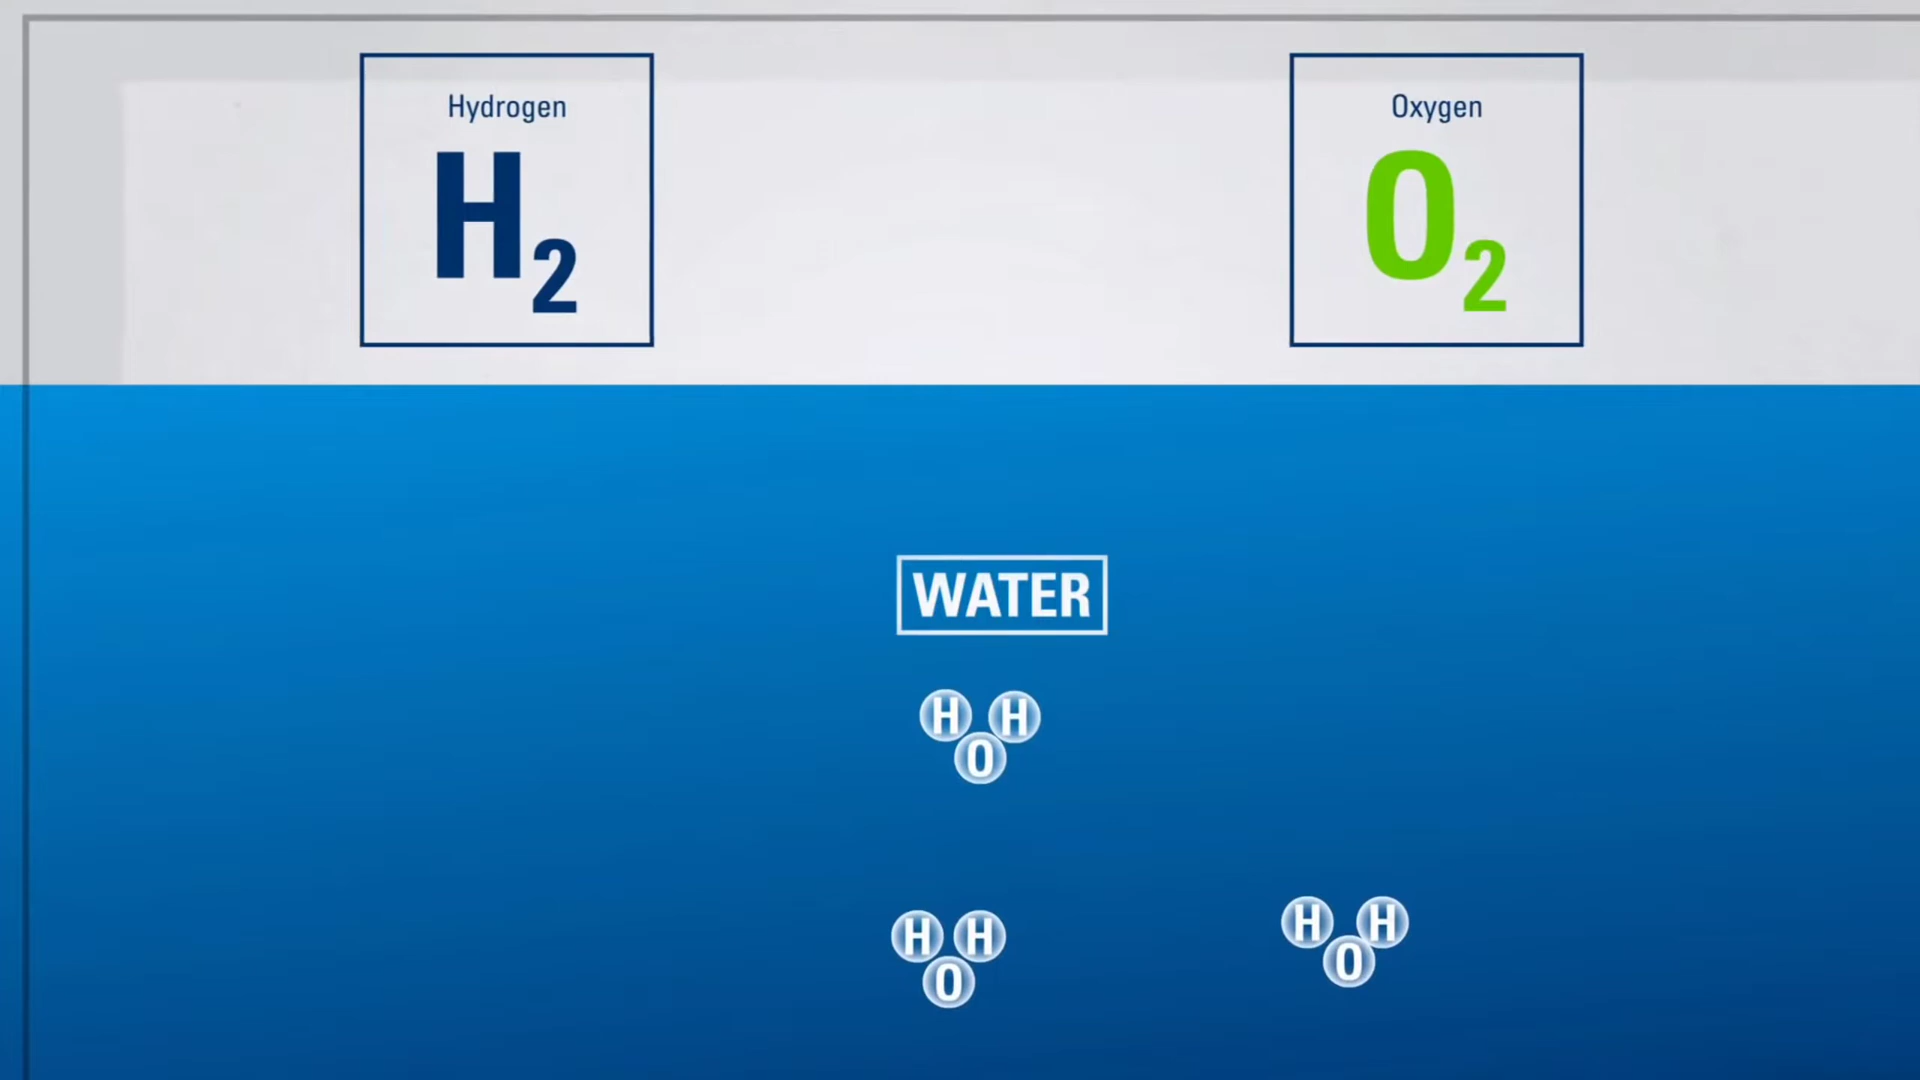 Hydrogen
H₂
Oxygen
O₂
WATER
H H
O
H H
O
H H
O